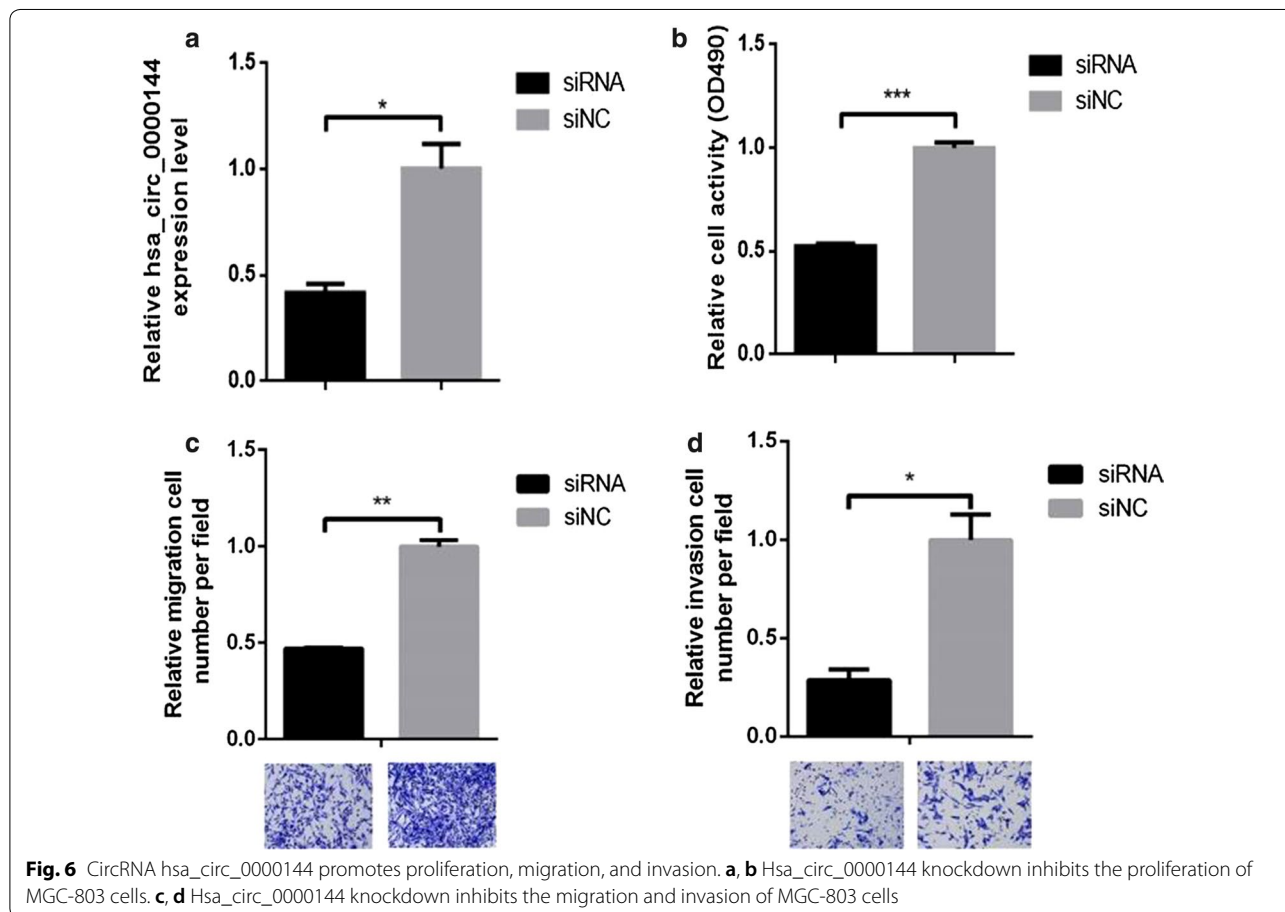 a
Relative hsa_circ_0000144
expression level
1.5
1.0
0.5
0.0
*
siRNA
siNC
b
Relative cell activity (OD490)
1.5
1.0
0.5
0.0
***
siRNA
siNC
c
Relative migration cell
number per field
1.5
1.0
0.5
0.0
**
siRNA
siNC
d
Relative invasion cell
number per field
1.5
1.0
0.5
0.0
*
siRNA
siNC
Fig. 6 CircRNA hsa_circ_0000144 promotes proliferation, migration, and invasion. a, b Hsa_circ_0000144 knockdown inhibits the proliferation of
MGC-803 cells. c, d Hsa_circ_0000144 knockdown inhibits the migration and invasion of MGC-803 cells